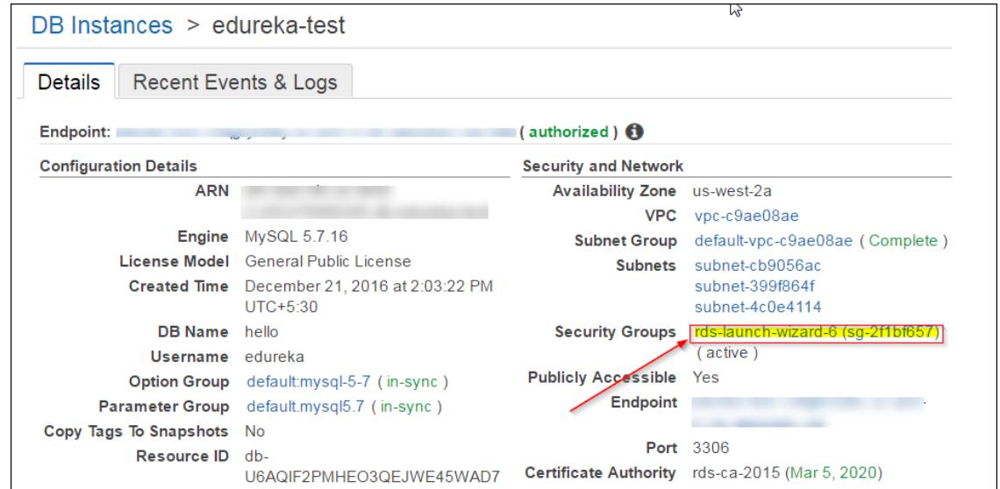 DB Instances > edureka-test
Details
Recent Events & Logs
Endpoint:
( authorized )
Configuration Details
ARN
Engine MySQL 5.7.16
License Model General Public License
Created Time December 21, 2016 at 2:03:22 PM
UTC+5:30
DB Name hello
Username edureka
Option Group default:mysql-5-7 ( in-sync )
Parameter Group default.mysql5.7 ( in-sync )
Copy Tags To Snapshots No
Resource ID db-
U6AQIF2PMHEO3QEJWE45WAD7
Security and Network
Availability Zone us-west-2a
VPC vpc-c9ae08ae
Subnet Group default-vpc-c9ae08ae ( Complete )
Subnets subnet-cb9056ac
subnet-399f864f
subnet-4c0e4114
Security Groups rds-launch-wizard-6 (sg-2f1bf657)
( active )
Publicly Accessible Yes
Endpoint
Port 3306
Certificate Authority rds-ca-2015 (Mar 5, 2020)